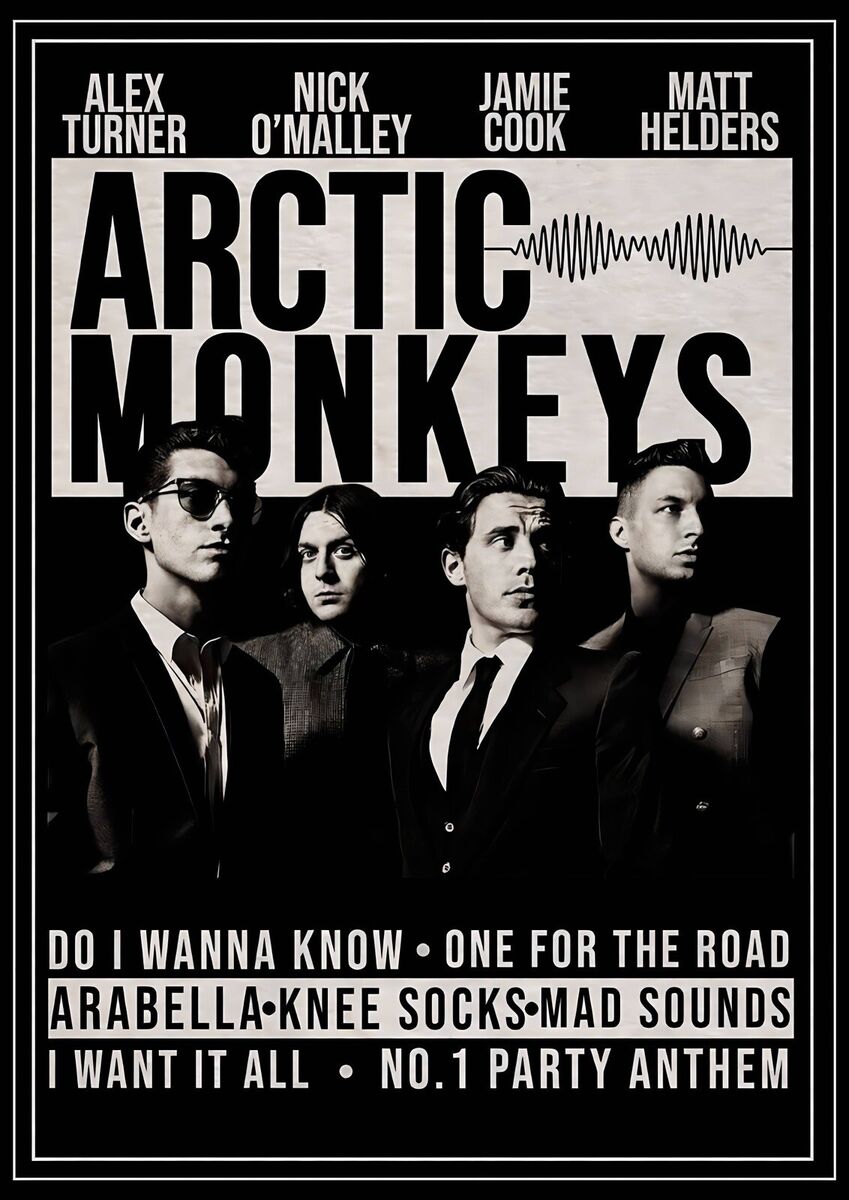 ALEX TURNER
NICK O'MALLEY
JAMIE COOK
MATT HELDERS
ARCTIC
MONKEYS
DO I WANNA KNOW • ONE FOR THE ROAD
ARABELLA•KNEE SOCKS•MAD SOUNDS
I WANT IT ALL • NO.1 PARTY ANTHEM